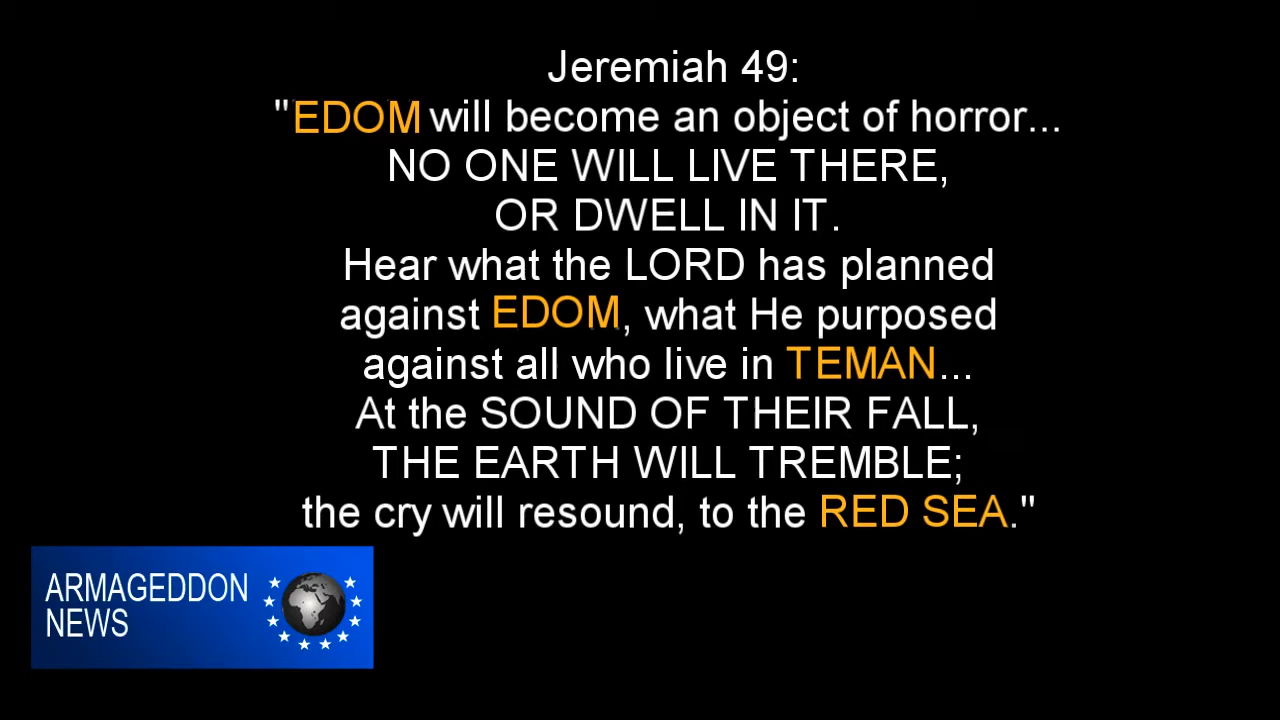 Jeremiah 49:
"EDOM will become an object of horror...
NO ONE WILL LIVE THERE,
OR DWELL IN IT.
Hear what the LORD has planned
against EDOM, what He purposed
against all who live in TEMAN...
At the SOUND OF THEIR FALL,
THE EARTH WILL TREMBLE;
the cry will resound, to the RED SEA."
ARMAGEDDON
NEWS